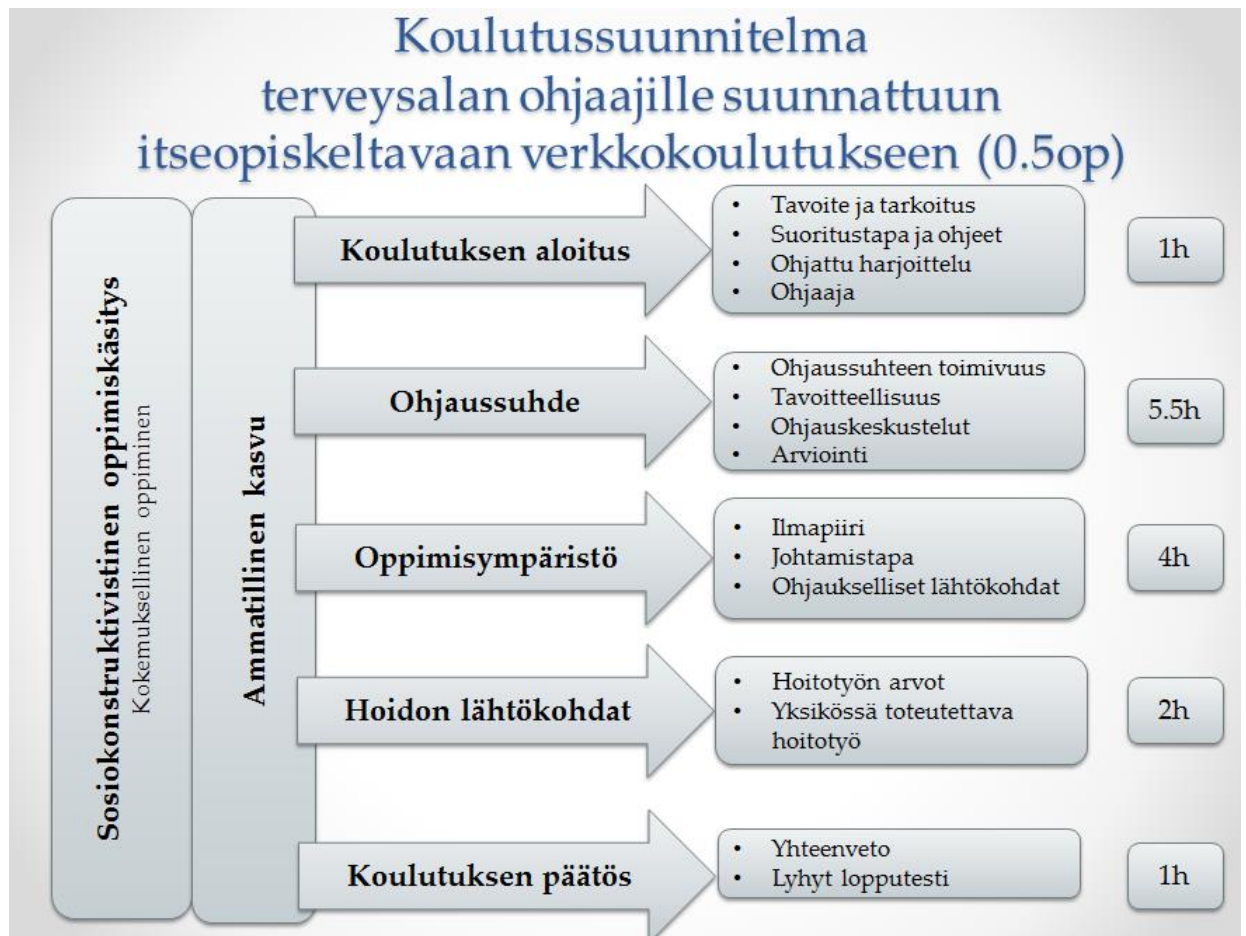 Koulutussuunnitelma
terveysalan ohjaajille suunnattuun
itseopiskeltavaan verkkokoulutukseen (0.5op)
Sosiokonstruktivistinen oppimiskäsitys
Kokemuksellinen oppiminen
Ammatillinen kasvu
Koulutuksen aloitus
• Tavoite ja tarkoitus
• Suoritustapa ja ohjeet
• Ohjattu harjoittelu
• Ohjaaja
1h
Ohjaussuhde
• Ohjaussuhteen toimivuus
• Tavoitteellisuus
• Ohjauskeskustelut
• Arviointi
5.5h
Oppimisympäristö
• Ilmapiiri
• Johtamistapa
• Ohjaukselliset lähtökohdat
4h
Hoidon lähtökohdat
• Hoitotyön arvot
• Yksikössä toteutettava
hoitotyö
2h
Koulutuksen päätös
• Yhteenveto
• Lyhyt lopputesti
1h